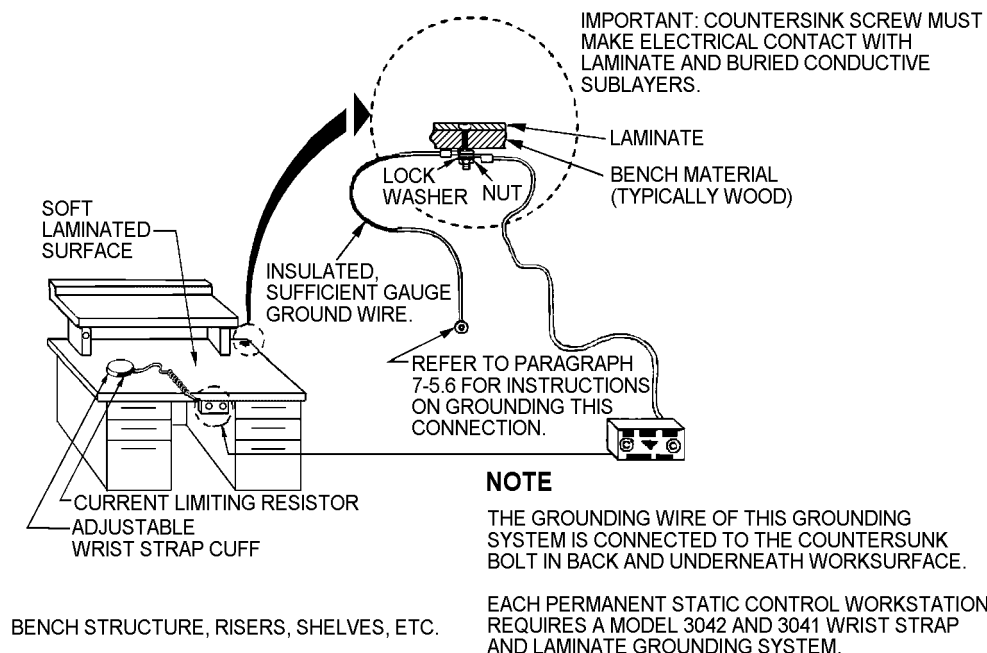 IMPORTANT: COUNTERSINK SCREW MUST
MAKE ELECTRICAL CONTACT WITH
LAMINATE AND BURIED CONDUCTIVE
SUBLAYERS.
LAMINATE
BENCH MATERIAL
(TYPICALLY WOOD)
LOCK
WASHER
NUT
SOFT
LAMINATED
SURFACE
INSULATED,
SUFFICIENT GAUGE
GROUND WIRE.
REFER TO PARAGRAPH
7-5.6 FOR INSTRUCTIONS
ON GROUNDING THIS
CONNECTION.
CURRENT LIMITING RESISTOR
ADJUSTABLE
WRIST STRAP CUFF
NOTE
THE GROUNDING WIRE OF THIS GROUNDING
SYSTEM IS CONNECTED TO THE COUNTERSUNK
BOLT IN BACK AND UNDERNEATH WORKSURFACE.
EACH PERMANENT STATIC CONTROL WORKSTATION
REQUIRES A MODEL 3042 AND 3041 WRIST STRAP
AND LAMINATE GROUNDING SYSTEM.
BENCH STRUCTURE, RISERS, SHELVES, ETC.